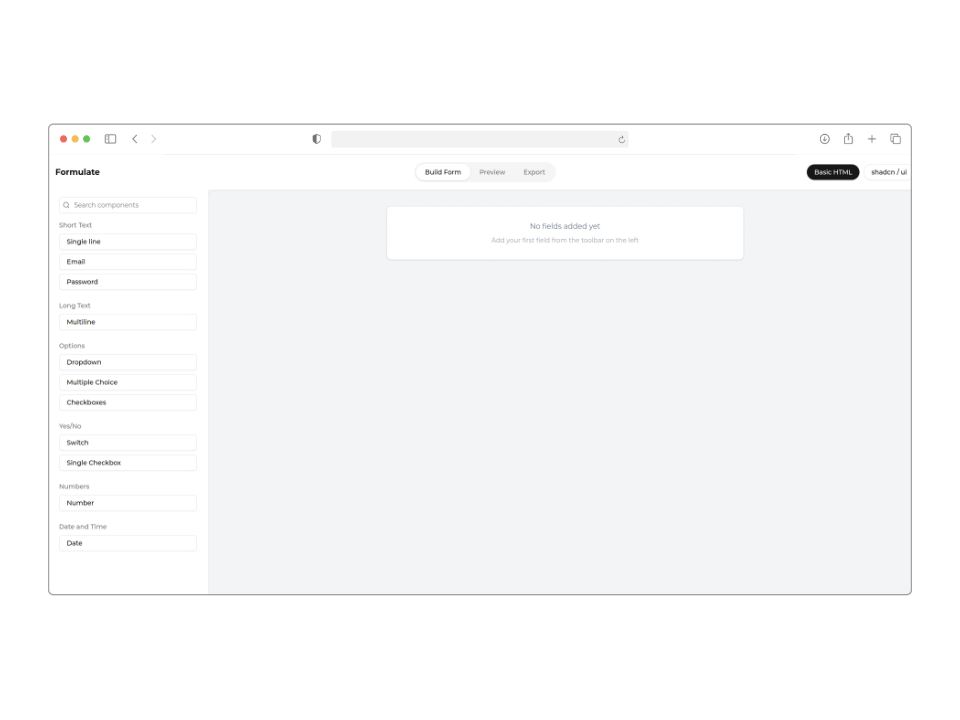 Formulate
Build Form
Preview
Export
Basic HTML
shadcn / ui
Search components
Short Text
Single line
Email
Password
Long Text
Multiline
Options
Dropdown
Multiple Choice
Checkboxes
Yes/No
Switch
Single Checkbox
Numbers
Number
Date and Time
Date
No fields added yet
Add your first field from the toolbar on the left